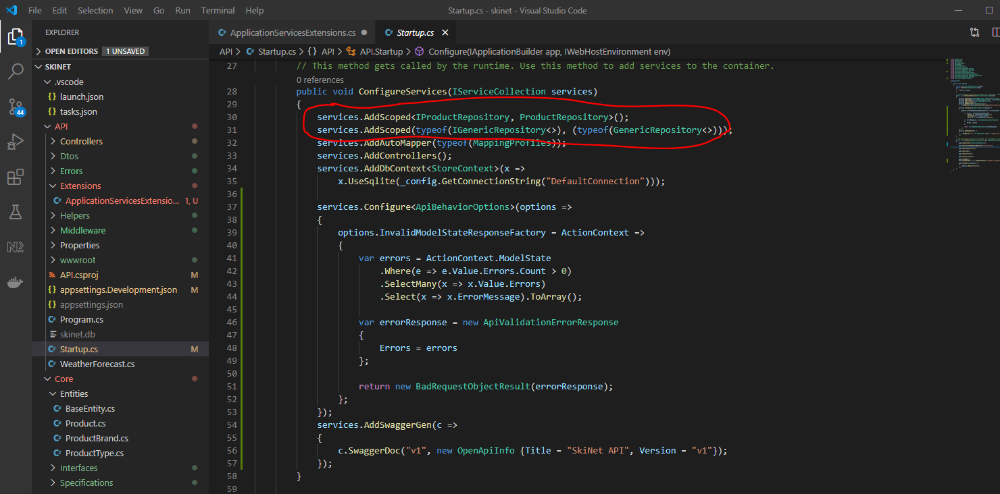 File Edit Selection View Go Run Terminal Help
Startup.cs - skinet - Visual Studio Code
EXPLORER
OPEN EDITORS 1 UNSAVED
SKINET
.vscode
launch.json
tasks.json
API
Controllers
Dtos
Errors
Extensions
ApplicationServicesExtensio... 1, U
Helpers
Middleware
Properties
wwwroot
API.csproj M
appsettings.Development.json M
appsettings.json
Program.cs
skinet.db
Startup.cs M
WeatherForecast.cs
Core
Entities
BaseEntity.cs
Product.cs
ProductBrand.cs
ProductType.cs
Interfaces
Specifications
1
44
ApplicationServicesExtensions.cs
Startup.cs
API > Startup.cs > {} API > API.Startup > Configure(IApplicationBuilder app, IWebHostEnvironment env)
27 // This method gets called by the runtime. Use this method to add services to the container.
0 references
28 public void ConfigureServices(IServiceCollection services)
29 {
30 services.AddScoped<IProductRepository, ProductRepository>();
31 services.AddScoped(typeof(IGenericRepository<>), (typeof(GenericRepository<>)));
32 services.AddAutoMapper(typeof(MappingProfiles));
33 services.AddControllers();
34 services.AddDbContext<StoreContext>(x =>
35 x.UseSqlite(_config.GetConnectionString("DefaultConnection")));
36
37 services.Configure<ApiBehaviorOptions>(options =>
38 {
39 options.InvalidModelStateResponseFactory = ActionContext =>
40 {
41 var errors = ActionContext.ModelState
42 .Where(e => e.Value.Errors.Count > 0)
43 .SelectMany(x => x.Value.Errors)
44 .Select(x => x.ErrorMessage).ToArray();
45
46 var errorResponse = new ApiValidationErrorResponse
47 {
48 Errors = errors
49 };
50
51 return new BadRequestObjectResult(errorResponse);
52 };
53 });
54 services.AddSwaggerGen(c =>
55 {
56 c.SwaggerDoc("v1", new OpenApiInfo {Title = "SkiNet API", Version = "v1"});
57 });
58 }
59